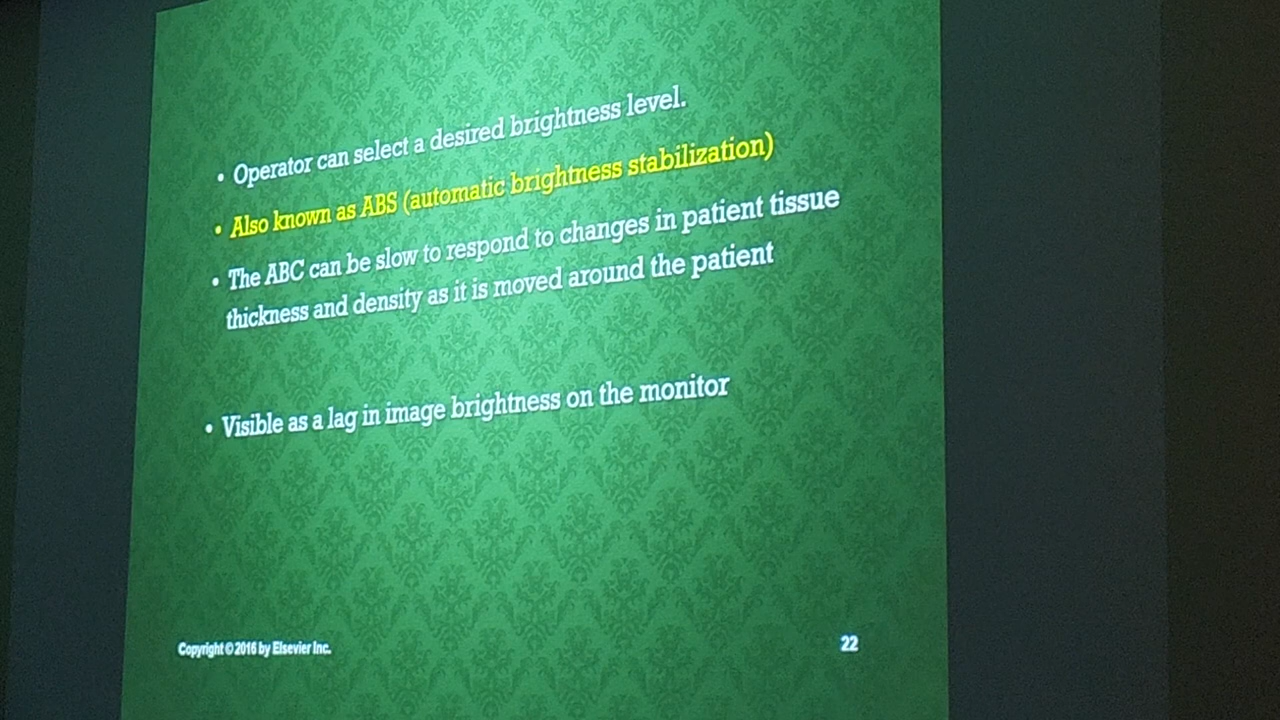 • Operator can select a desired brightness level.
• Also known as ABS (automatic brightness stabilization)
• The ABC can be slow to respond to changes in patient tissue
thickness and density as it is moved around the patient
• Visible as a lag in image brightness on the monitor
Copyright © 2016 by Elsevier Inc.
22